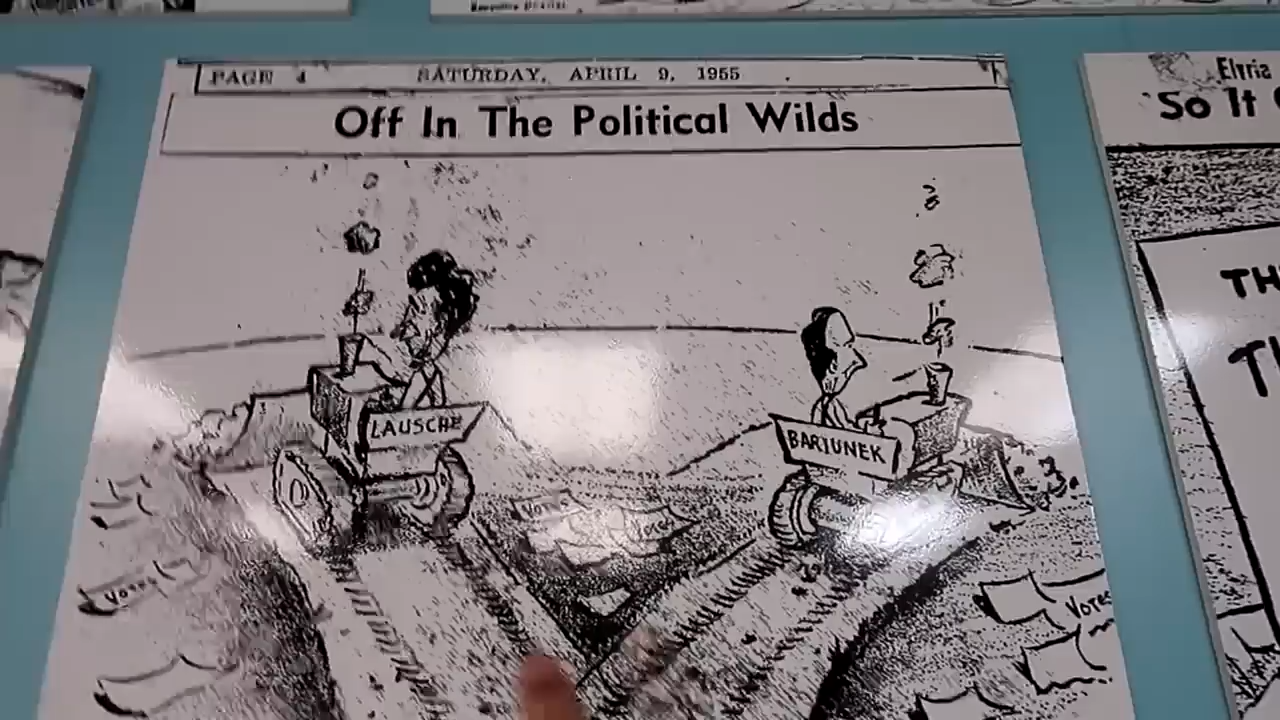 PAGE 4 SATURDAY, APRIL 9, 1955
Off In The Political Wilds
LAUSCHE
BARTUNEK
Votes
Votes
Votes
Votes
Elyria
So It
TH